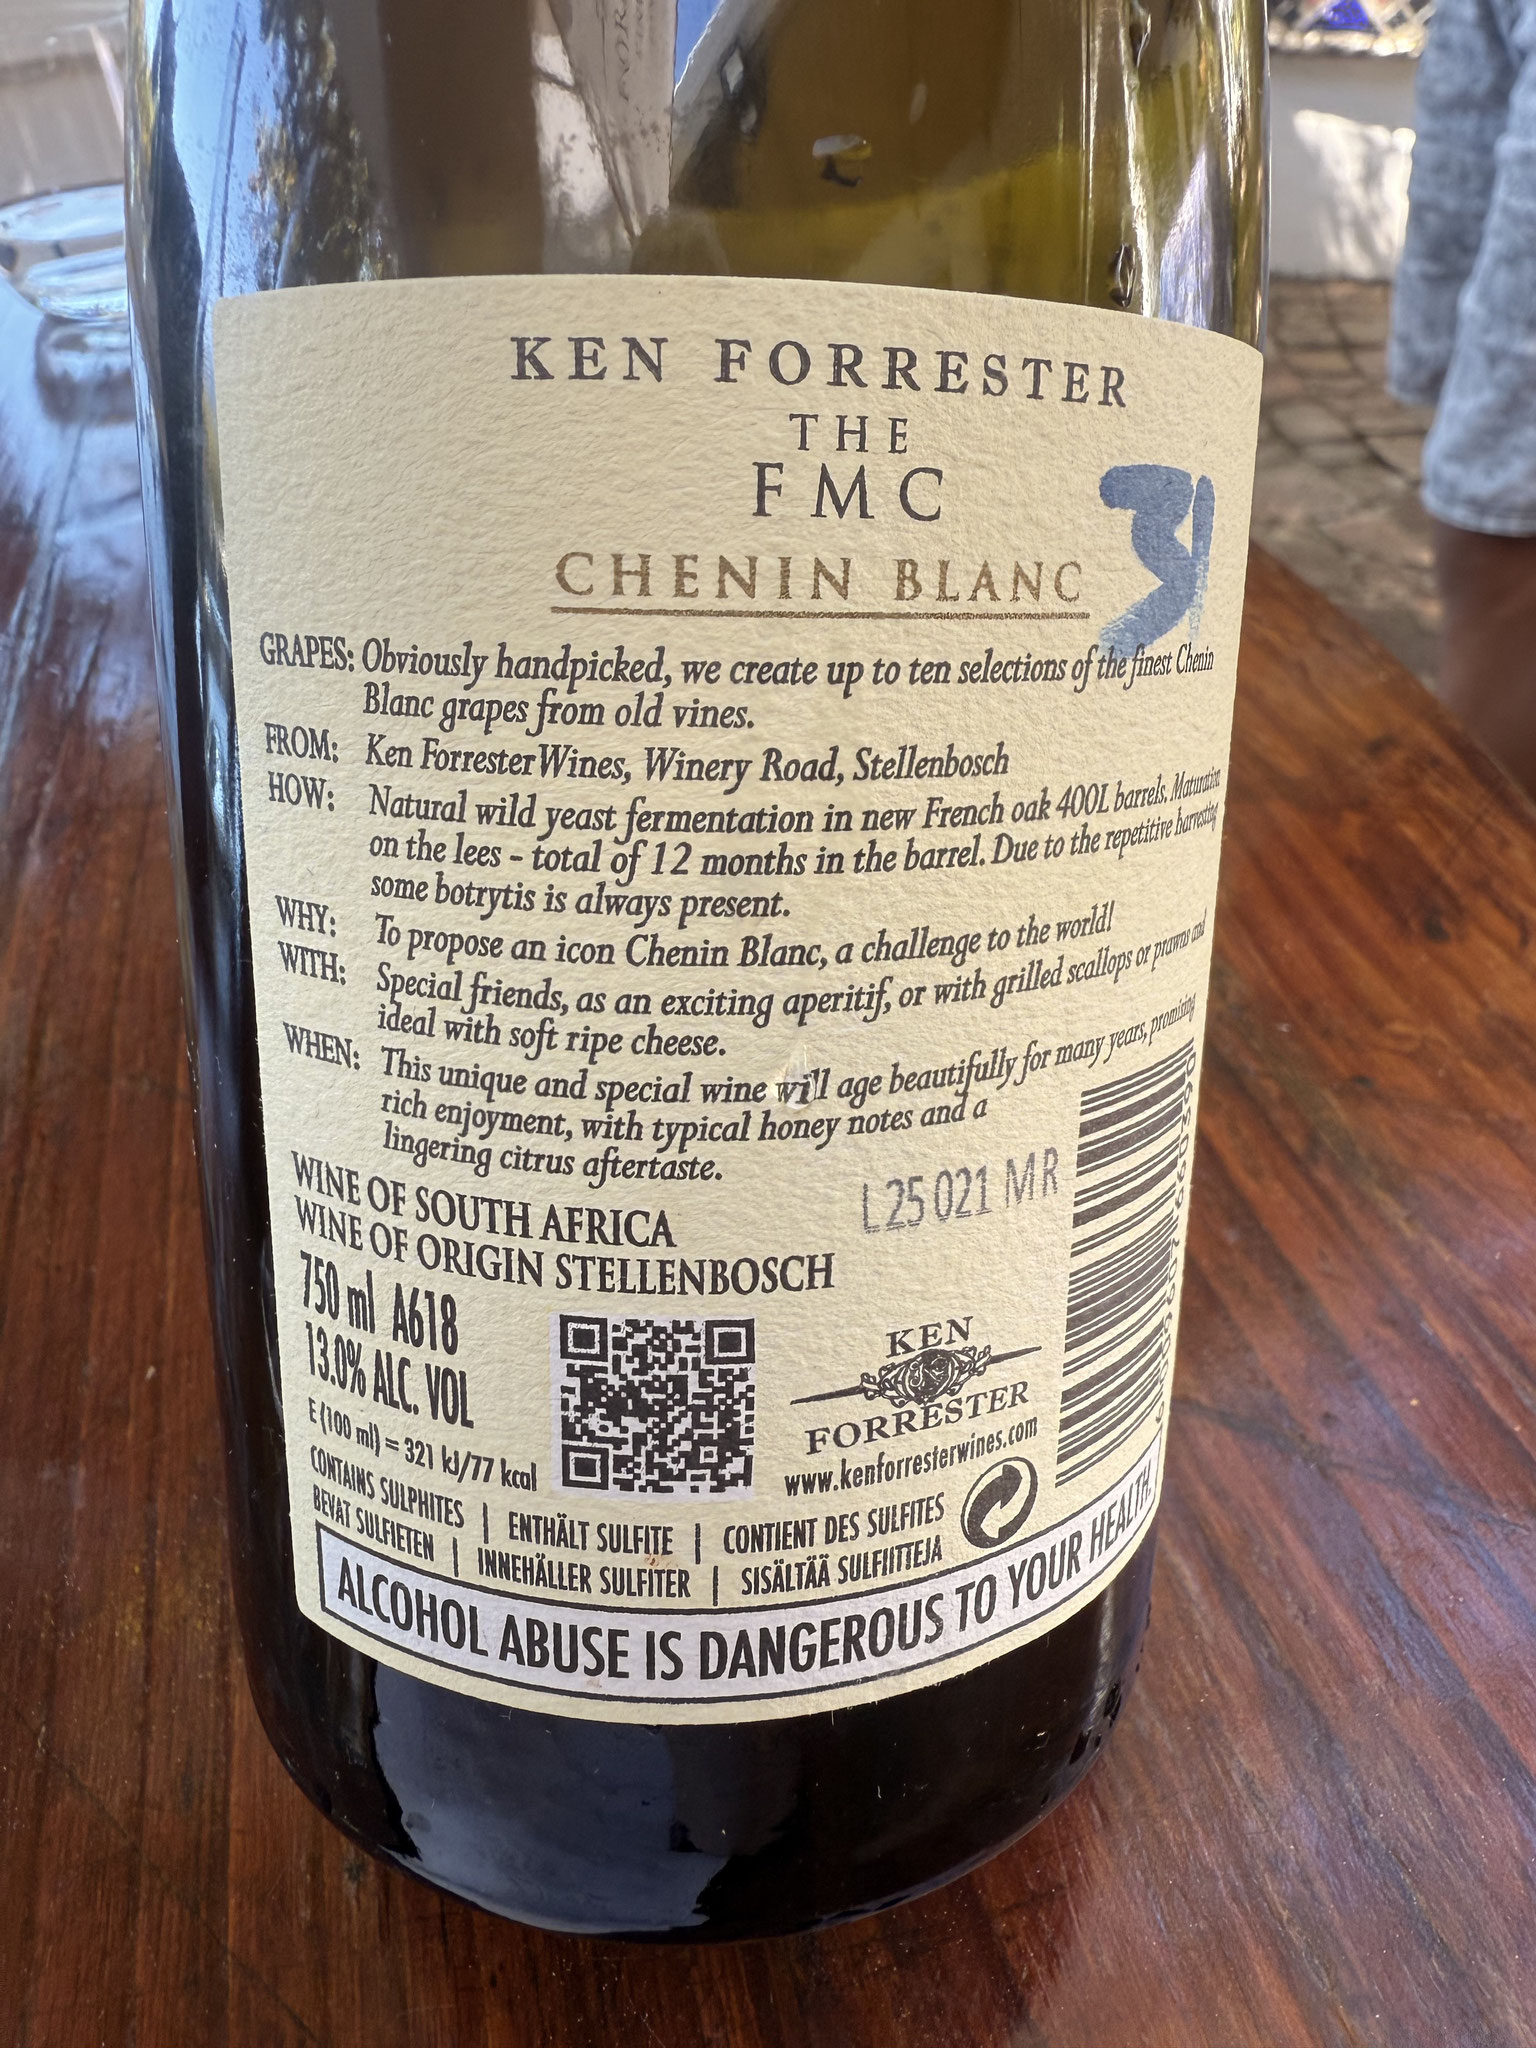 KEN FORRESTER
THE
FMC
CHENIN BLANC
31
GRAPES: Obviously handpicked, we create up to ten selections of the finest Chenin
Blanc grapes from old vines.
FROM: Ken Forrester Wines, Winery Road, Stellenbosch
HOW: Natural wild yeast fermentation in new French oak 400L barrels. Maturation
on the lees - total of 12 months in the barrel. Due to the repetitive harvesting
some botrytis is always present.
WHY: To propose an icon Chenin Blanc, a challenge to the world!
WITH: Special friends, as an exciting aperitif, or with grilled scallops or prawns and
ideal with soft ripe cheese.
WHEN: This unique and special wine will age beautifully for many years, promising
rich enjoyment, with typical honey notes and a
lingering citrus aftertaste.
L25021 MR
WINE OF SOUTH AFRICA
WINE OF ORIGIN STELLENBOSCH
750 ml A618
13.0% ALC. VOL
E (100 ml) = 321 kJ/77 kcal
KEN
FORRESTER
www.kenforresterwines.com
CONTAINS SULPHITES | ENTHÄLT SULFITE | CONTIENT DES SULFITES
BEVAT SULFIETEN | INNEHÅLLER SULFITER | SISÄLTÄÄ SULFIITTEJA
ALCOHOL ABUSE IS DANGEROUS TO YOUR HEALTH.